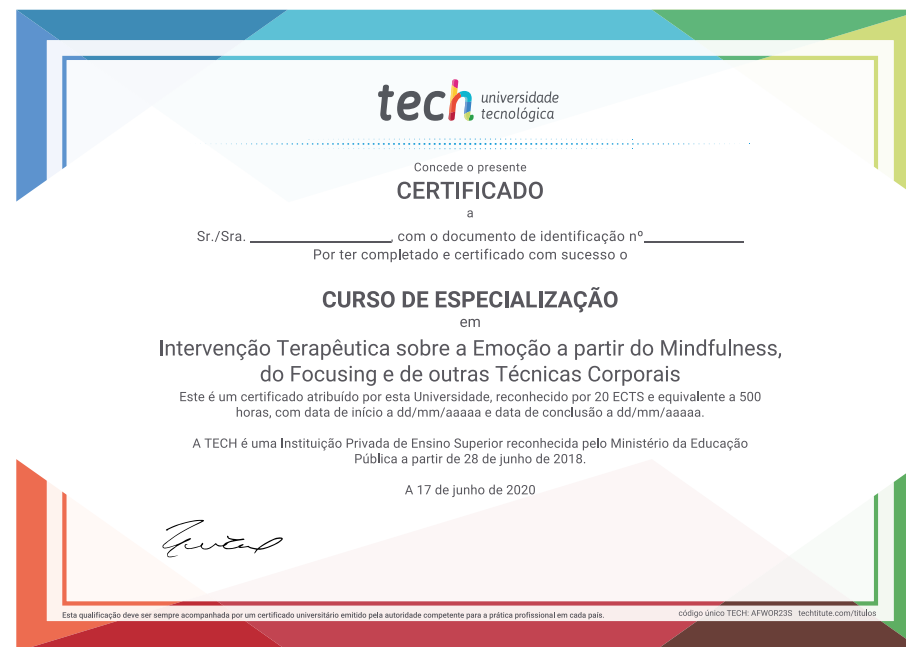 tech universidade
tecnológica
Concede o presente
CERTIFICADO
a
Sr./Sra. ____________________, com o documento de identificação nº______________
Por ter completado e certificado com sucesso o
CURSO DE ESPECIALIZAÇÃO
em
Intervenção Terapêutica sobre a Emoção a partir do Mindfulness,
do Focusing e de outras Técnicas Corporais
Este é um certificado atribuído por esta Universidade, reconhecido por 20 ECTS e equivalente a 500
horas, com data de início a dd/mm/aaaaa e data de conclusão a dd/mm/aaaaa.
A TECH é uma Instituição Privada de Ensino Superior reconhecida pelo Ministério da Educação
Pública a partir de 28 de junho de 2018.
A 17 de junho de 2020
Esta qualificação deve ser sempre acompanhada por um certificado universitário emitido pela autoridade competente para a prática profissional em cada país.
código único TECH: AFWOR23S techtitute.com/titulos